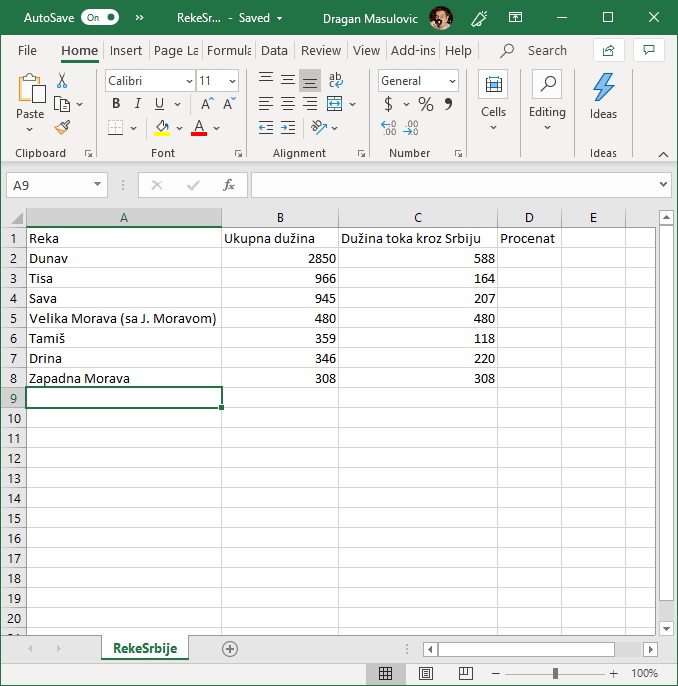 AutoSave On » RekeSr... - Saved Dragan Masulovic
File Home Insert Page La Formula Data Review View Add-ins Help Search
Calibri 11 ab General
Paste B I U A A $ % 9 Cells Editing Ideas
Clipboard Font Alignment Number Ideas
A9 fx
A B C D E
1 Reka Ukupna dužina Dužina toka kroz Srbiju Procenat
2 Dunav 2850 588
3 Tisa 966 164
4 Sava 945 207
5 Velika Morava (sa J. Moravom) 480 480
6 Tamiš 359 118
7 Drina 346 220
8 Zapadna Morava 308 308
9
10
11
12
13
14
15
16
17
18
19
20
RekeSrbije
100%